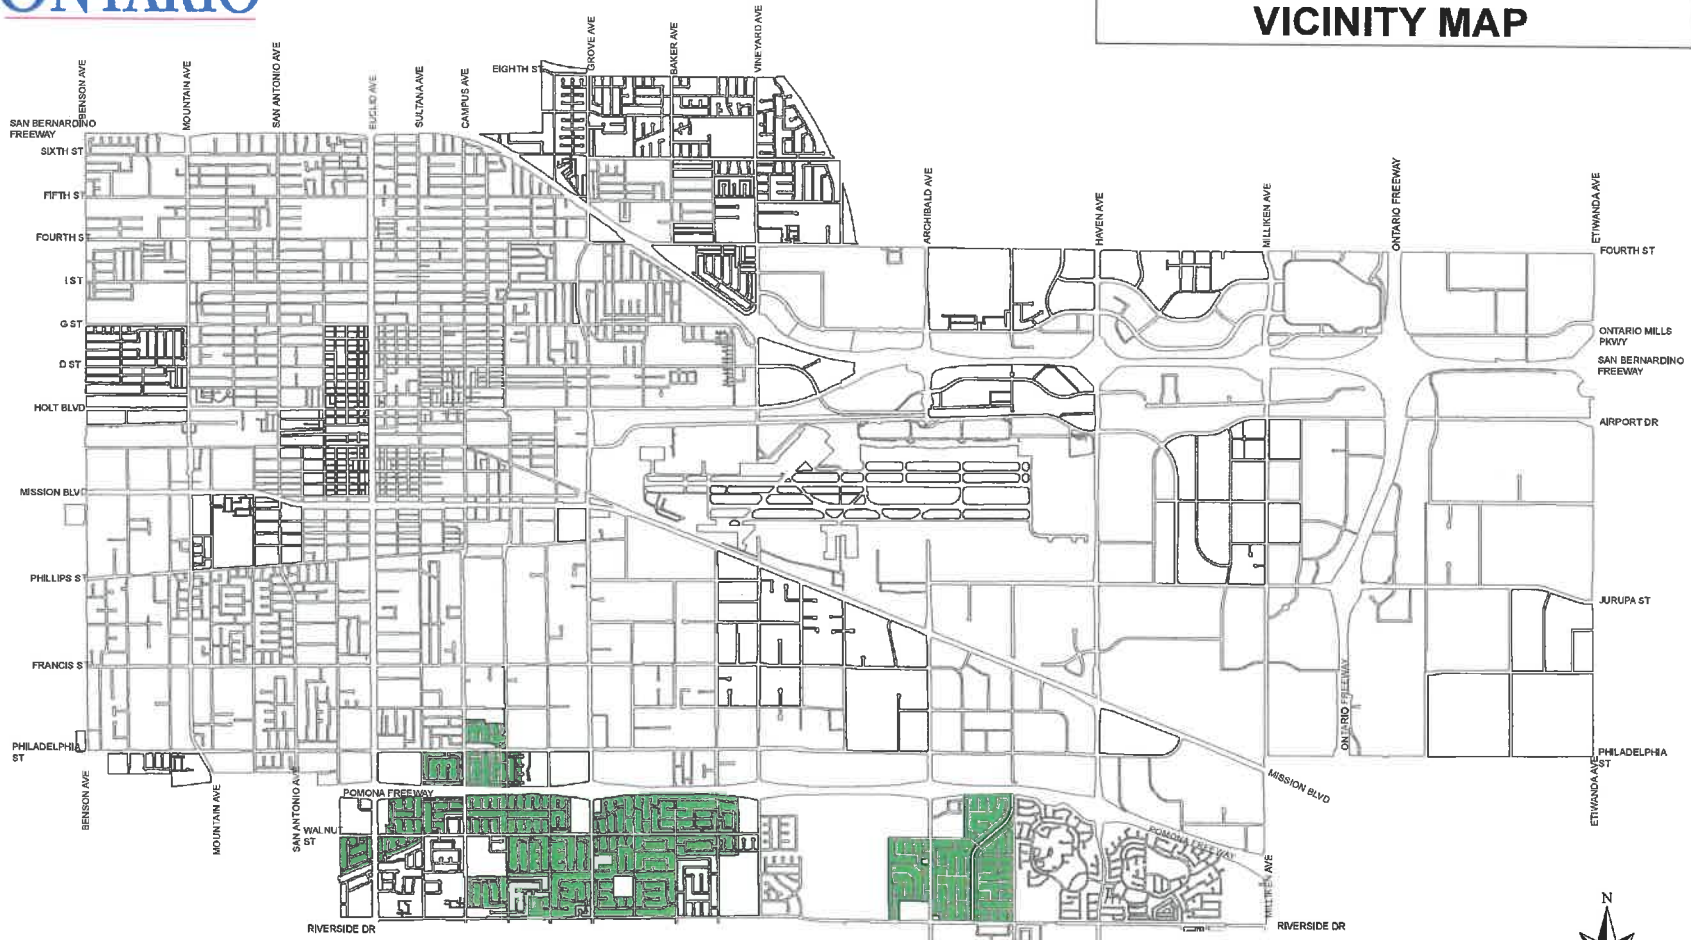 ONTARIO
VICINITY MAP
BENSON AVE
MOUNTAIN AVE
SAN ANTONIO AVE
EUCLID AVE
SULTANA AVE
CAMPUS AVE
EIGHTH ST
GROVE AVE
BAKER AVE
VINEYARD AVE
SAN BERNARDINO
FREEWAY
SIXTH ST
FIFTH ST
FOURTH ST
I ST
G ST
D ST
HOLT BLVD
MISSION BLVD
PHILLIPS ST
FRANCIS ST
PHILADELPHIA
ST
ARCHIBALD AVE
HAVEN AVE
MILLIKEN AVE
ONTARIO FREEWAY
ETIWANDA AVE
FOURTH ST
ONTARIO MILLS
PKWY
SAN BERNARDINO
FREEWAY
AIRPORT DR
JURUPA ST
ONTARIO FREEWAY
PHILADELPHIA
ST
BENSON AVE
MOUNTAIN AVE
SAN ANTONIO AVE
POMONA FREEWAY
WALNUT
ST
MISSION BLVD
POMONA FREEWAY
MILLIKEN AVE
ETIWANDA AVE
RIVERSIDE DR
RIVERSIDE DR
N